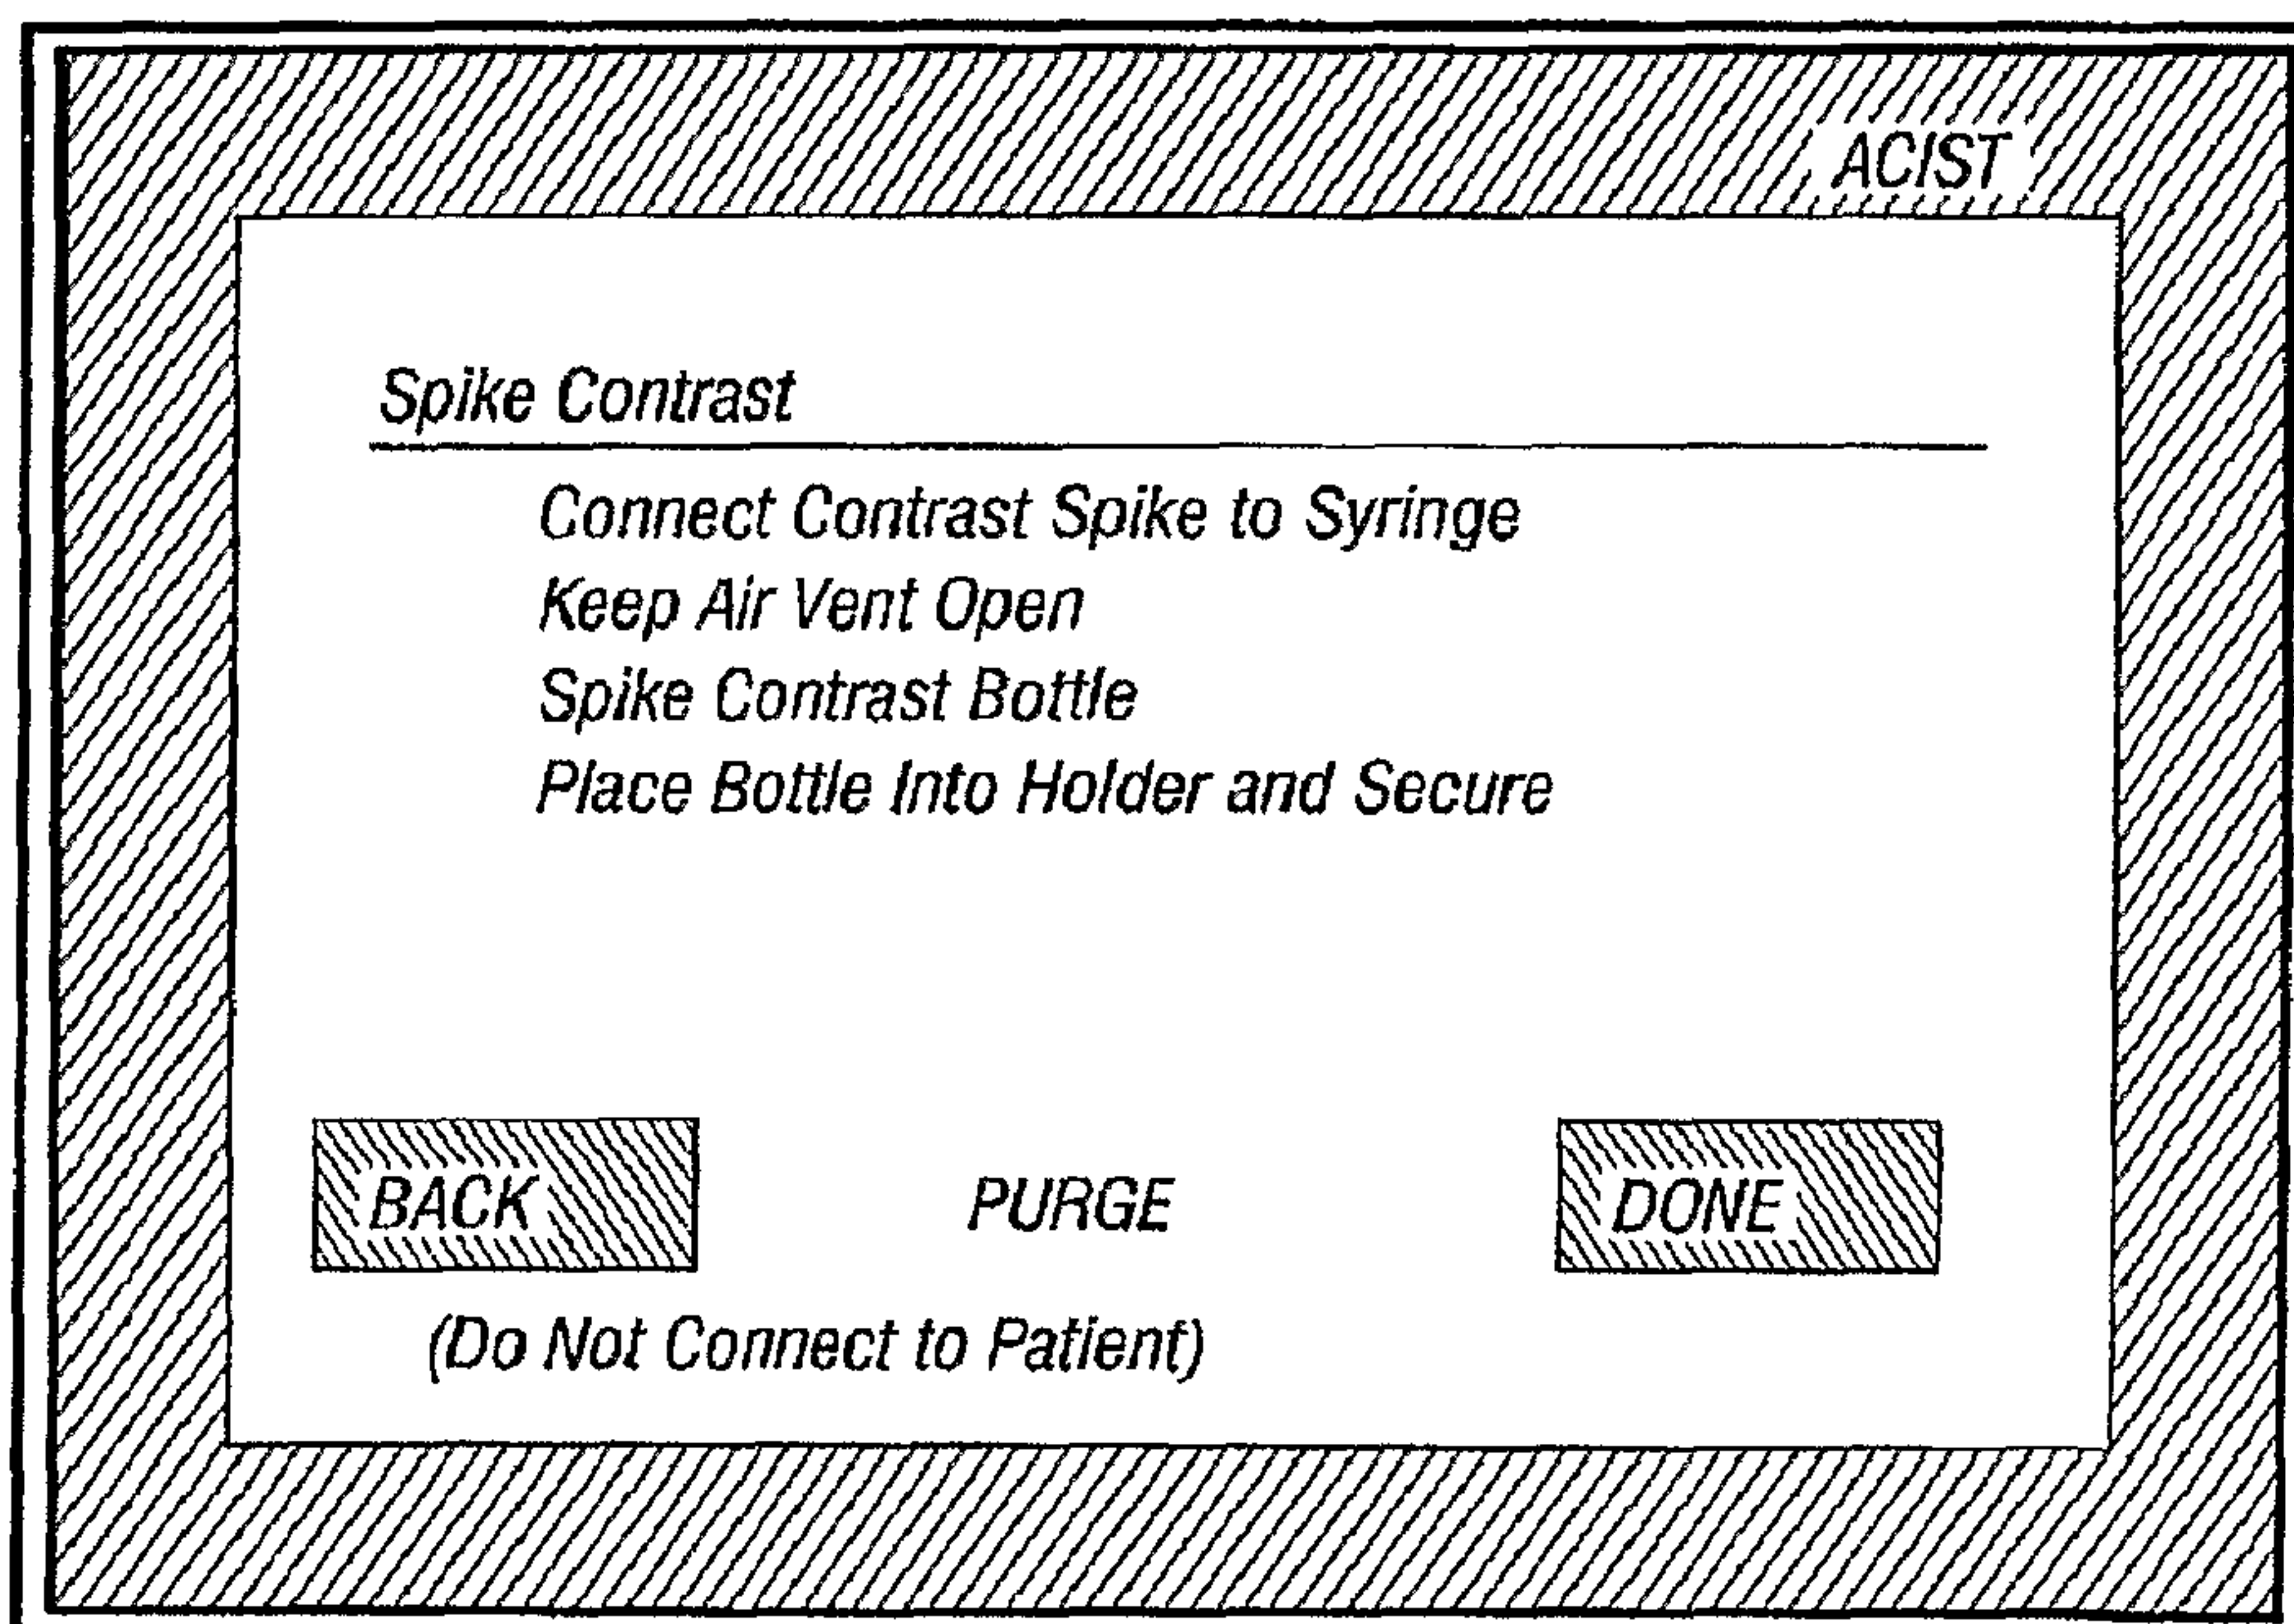 ACIST
Spike Contrast
Connect Contrast Spike to Syringe
Keep Air Vent Open
Spike Contrast Bottle
Place Bottle Into Holder and Secure
BACK PURGE DONE
(Do Not Connect to Patient)